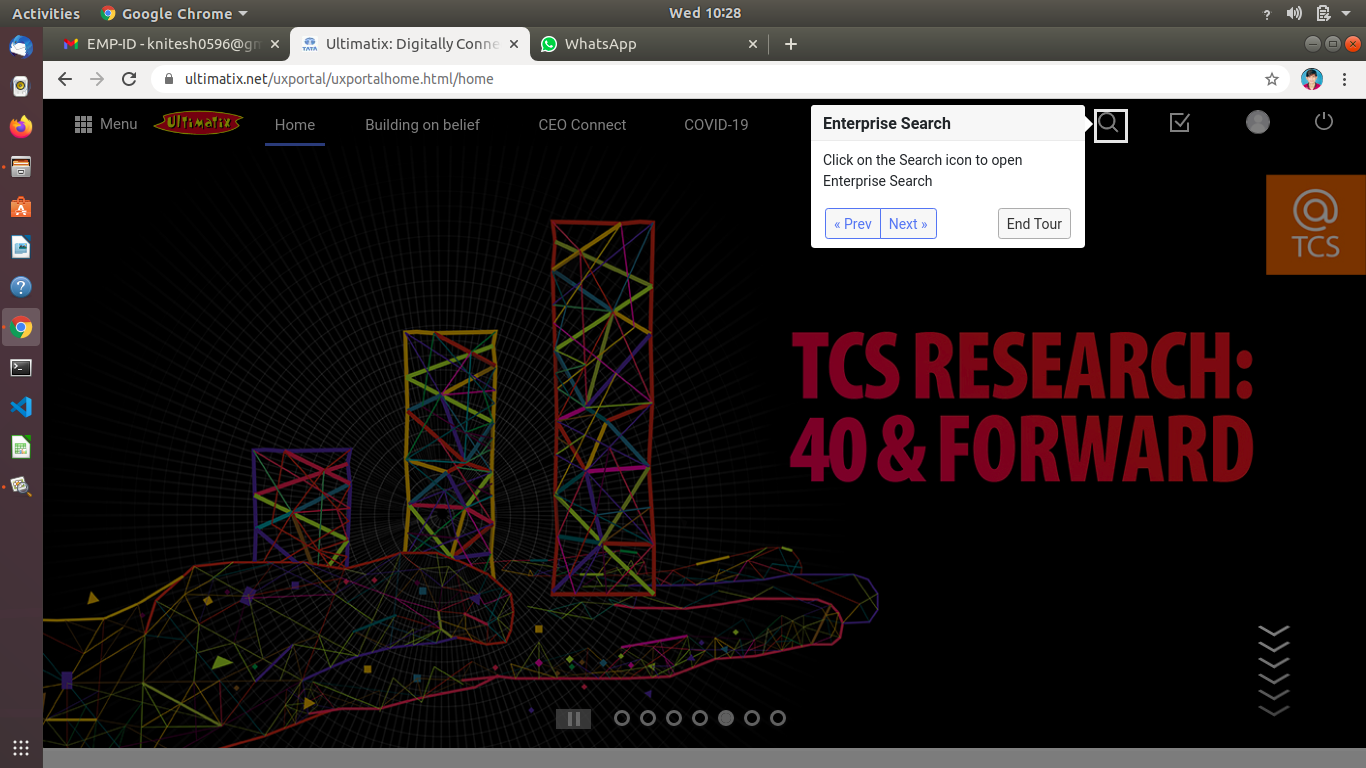 Activities Google Chrome Wed 10:28
EMP-ID - knitesh0596@gm Ultimatix: Digitally Conne WhatsApp
ultimatix.net/uxportal/uxportalhome.html/home
Menu Ultimatix Home Building on belief CEO Connect COVID-19
Enterprise Search
Click on the Search icon to open
Enterprise Search
« Prev Next » End Tour
@
TCS
TCS RESEARCH:
40 & FORWARD